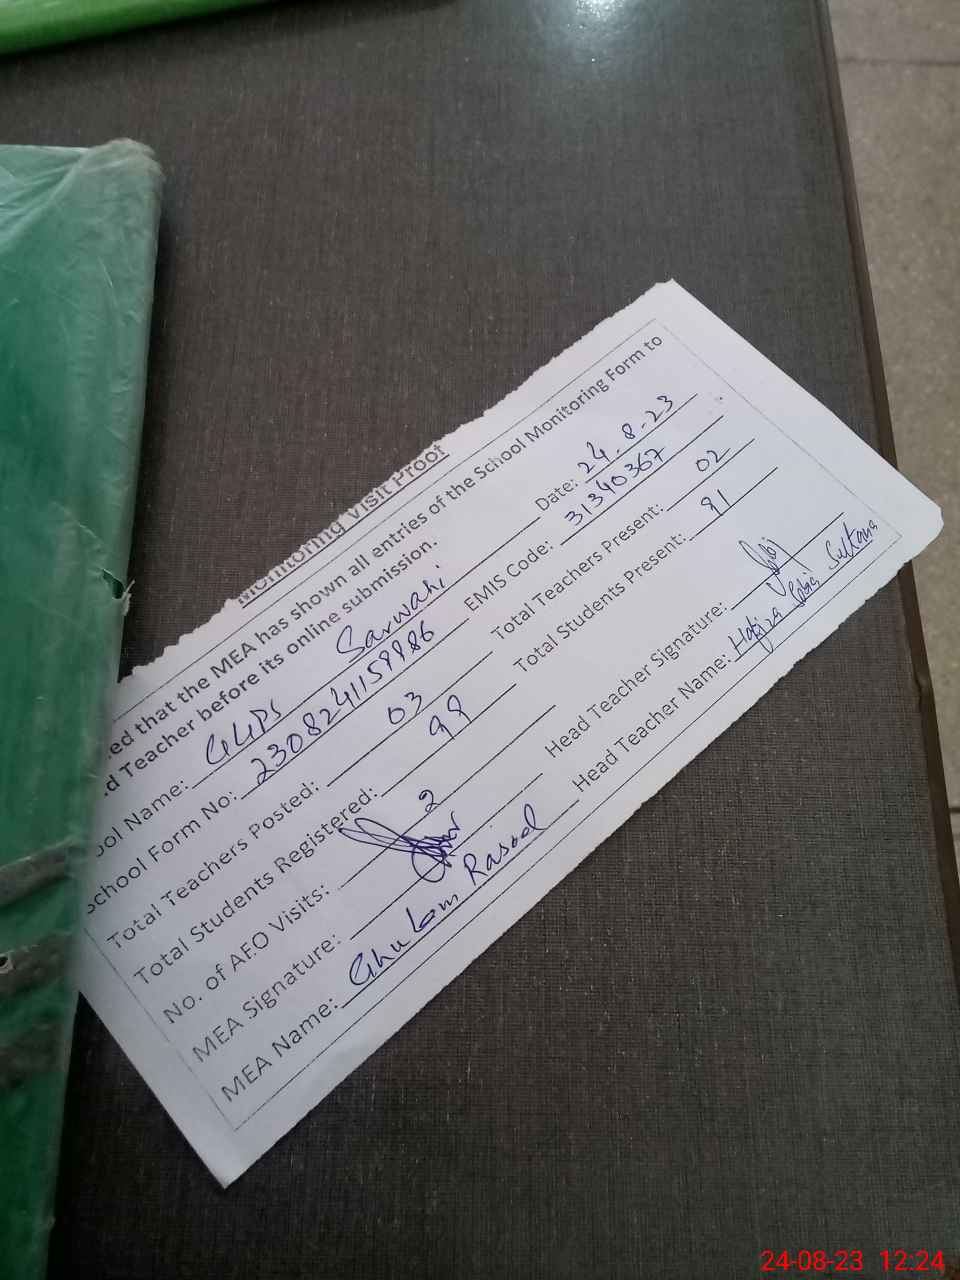 Monitoring Visit Proof
ed that the MEA has shown all entries of the School Monitoring Form to
d Teacher before its online submission.
ool Name: GGPS Sarwahi Date: 24.8-23
School Form No: EMIS Code: 31340367
Total Teachers Posted: 03 Total Teachers Present: 02
Total Students Registered: 99 Total Students Present: 91
No. of AEO Visits: 2
MEA Signature: Head Teacher Signature:
MEA Name: Ghulam Rasool Head Teacher Name: Hafiza Sultana
24-08-23 12:24